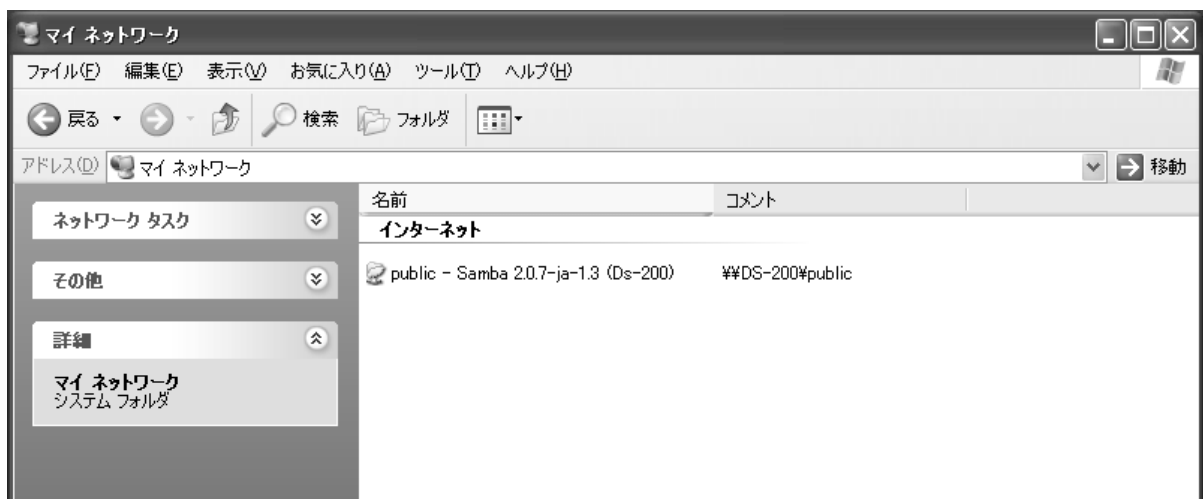 マイ ネットワーク
ファイル(F) 編集(E) 表示(V) お気に入り(A) ツール(T) ヘルプ(H)
戻る 検索 フォルダ
アドレス(D) マイ ネットワーク 移動
ネットワーク タスク
その他
詳細
マイ ネットワーク
システム フォルダ
名前 コメント
インターネット
public - Samba 2.0.7-ja-1.3 (Ds-200) ¥¥DS-200¥public